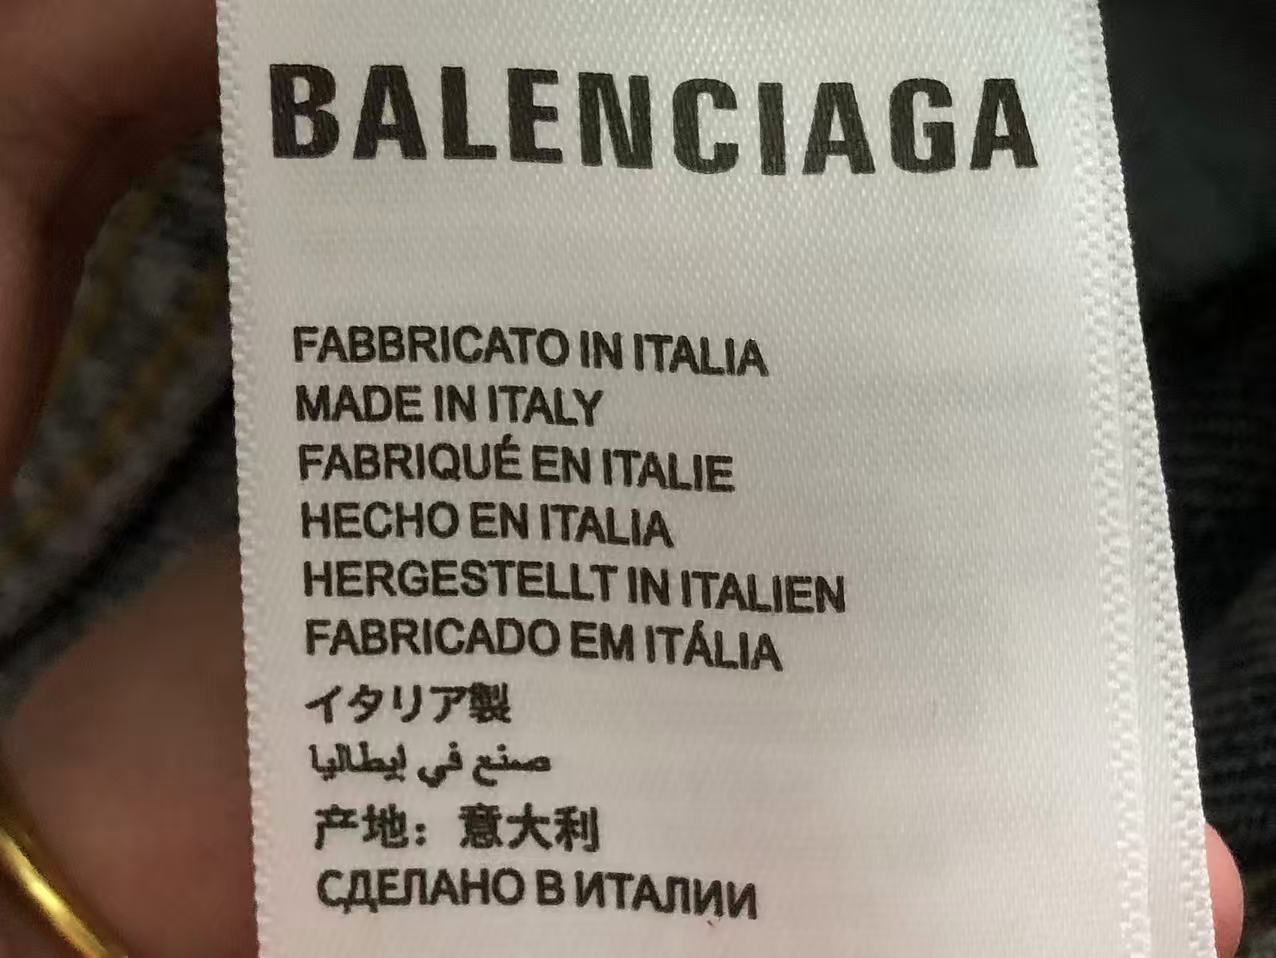 BALENCIAGA
FABBRICATO IN ITALIA
MADE IN ITALY
FABRIQUÉ EN ITALIE
HECHO EN ITALIA
HERGESTELLT IN ITALIEN
FABRICADO EM ITÁLIA
イタリア製
صنع في إيطاليا
产地：意大利
СДЕЛАНО В ИТАЛИИ